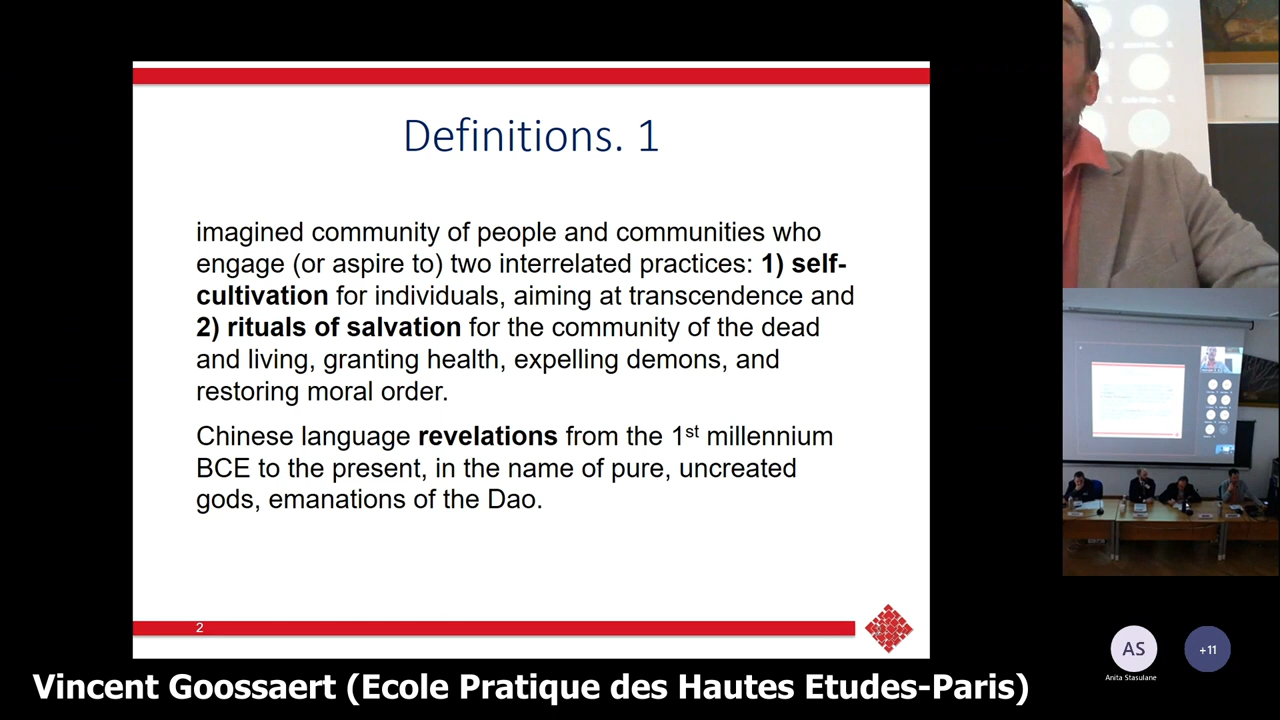 Definitions. 1
imagined community of people and communities who
engage (or aspire to) two interrelated practices: 1) self-
cultivation for individuals, aiming at transcendence and
2) rituals of salvation for the community of the dead
and living, granting health, expelling demons, and
restoring moral order.
Chinese language revelations from the 1st millennium
BCE to the present, in the name of pure, uncreated
gods, emanations of the Dao.
2
AS
+11
Anita Stasulane
Vincent Goossaert (Ecole Pratique des Hautes Etudes-Paris)